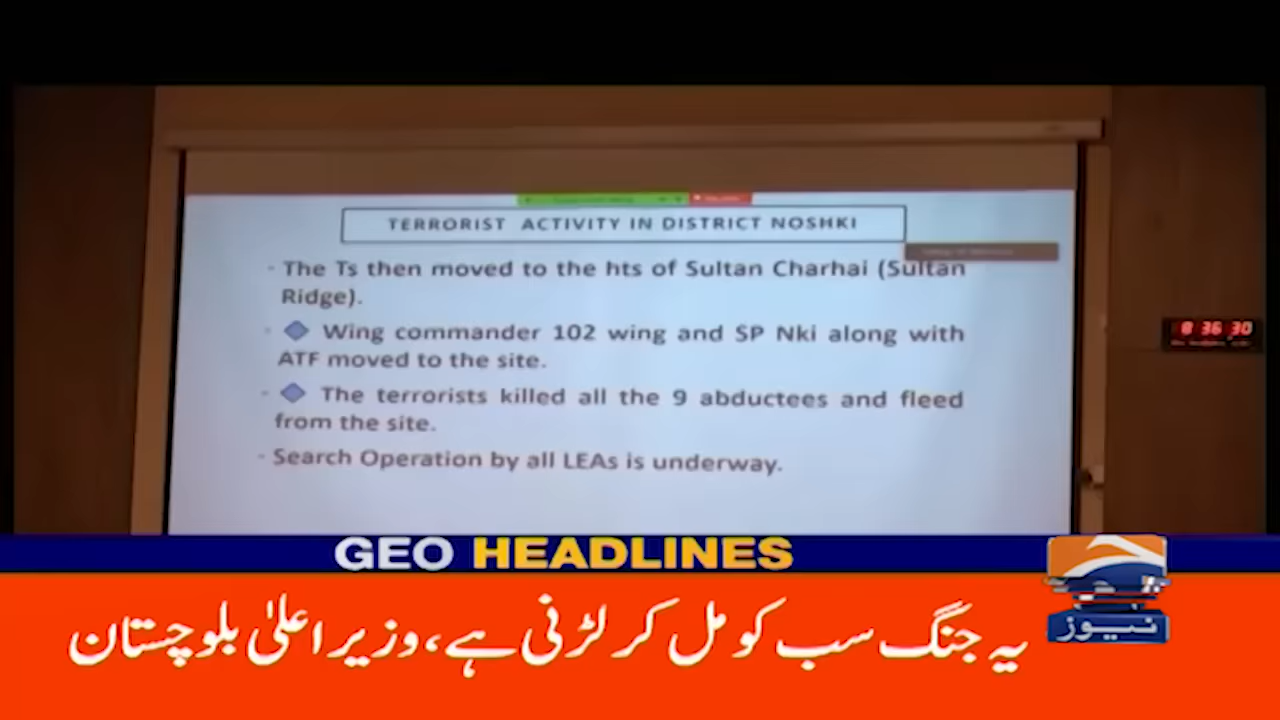 TERRORIST ACTIVITY IN DISTRICT NOSHKI
- The Ts then moved to the hts of Sultan Charhai (Sultan
Ridge).
- Wing commander 102 wing and SP Nki along with
ATF moved to the site.
- The terrorists killed all the 9 abductees and fleed
from the site.
- Search Operation by all LEAs is underway.
8 36 30
GEO HEADLINES
نیوز
یہ جنگ سب کو مل کر لڑنی ہے، وزیر اعلیٰ بلوچستان